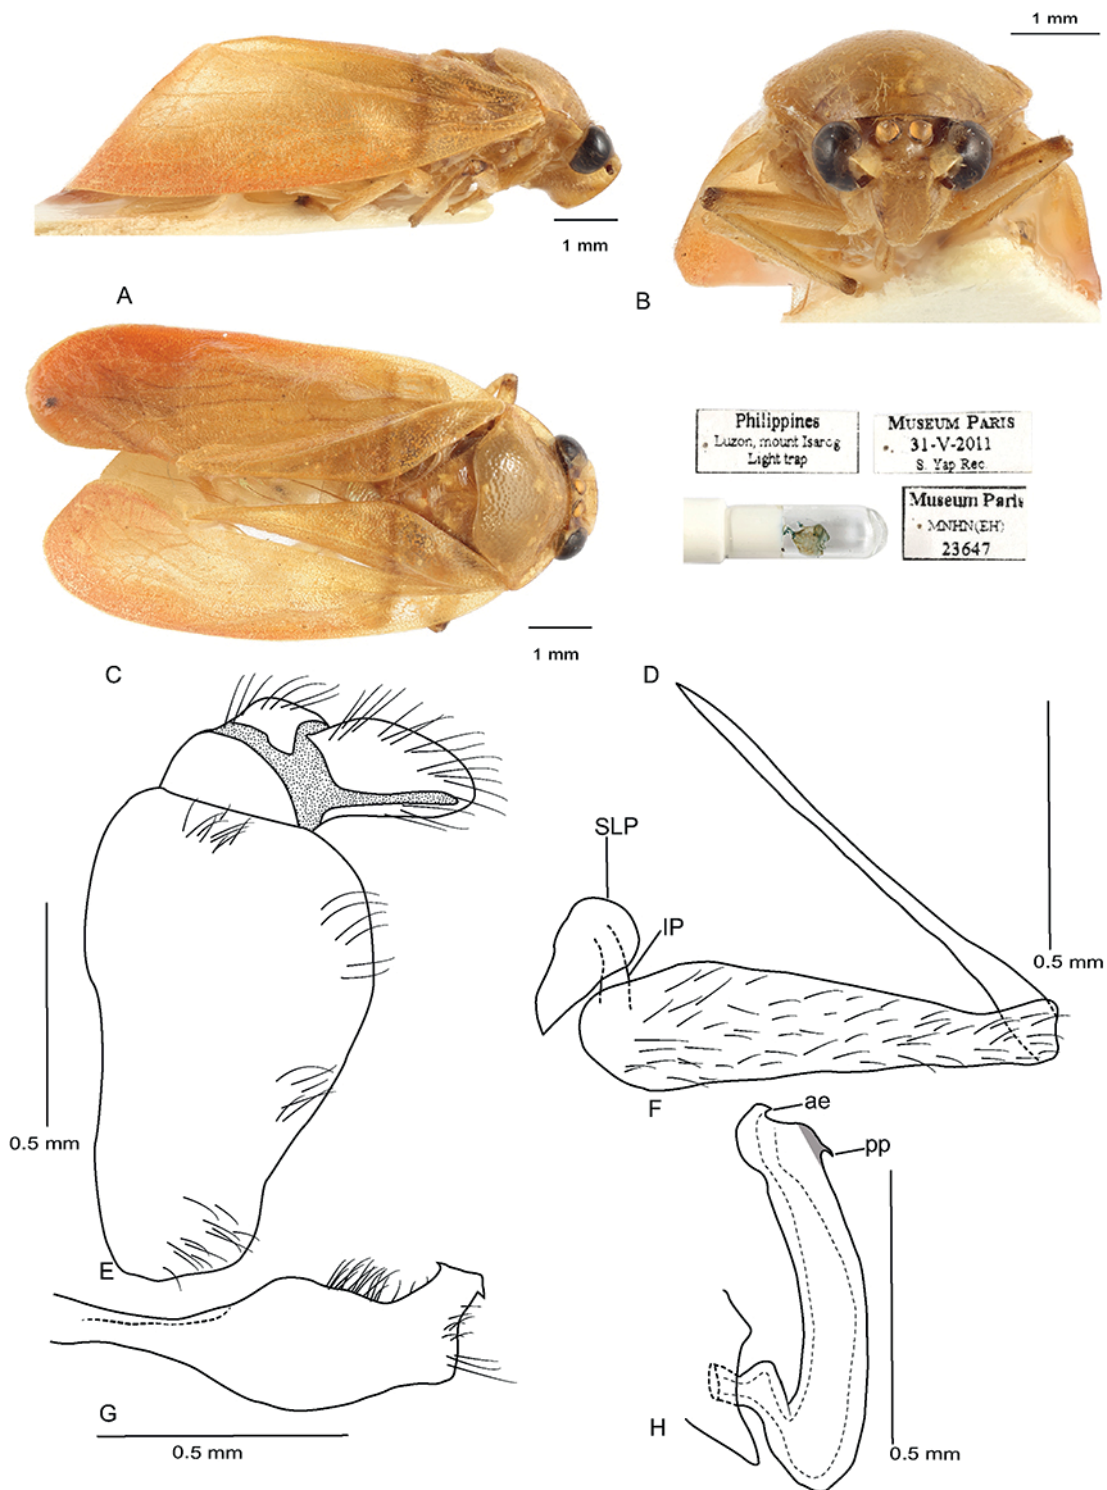 1 mm
1 mm
A
B
Philippines
Luzon, mount Isarog
Light trap
MUSEUM PARIS
31-V-2011
S. Yap Rec
Museum Paris
MNHN(EH)
23647
1 mm
C
D
SLP
IP
0.5 mm
F
ae
0.5 mm
pp
E
G
H
0.5 mm
0.5 mm